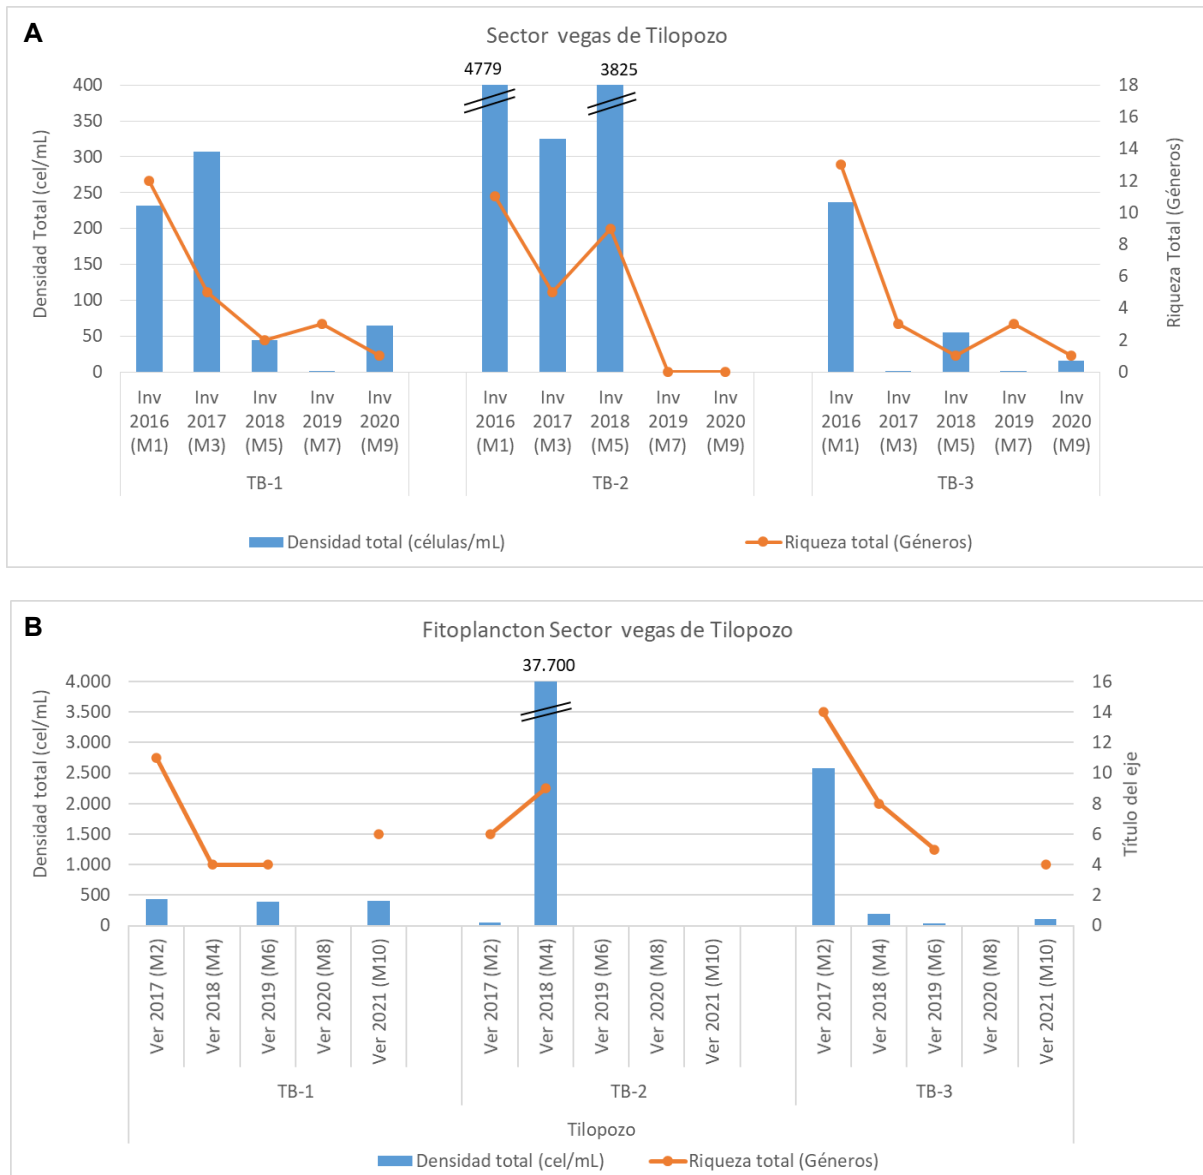 A
Sector vegas de Tilopozo
4779
3825
Densidad Total (cel/mL)
400
350
300
250
200
150
100
50
0
18
16
14
12
10
8
6
4
2
0
Riqueza Total (Géneros)
Inv Inv Inv Inv Inv Inv Inv Inv Inv Inv Inv Inv Inv Inv Inv
2016 2017 2018 2019 2020 2016 2017 2018 2019 2020 2016 2017 2018 2019 2020
(M1) (M3) (M5) (M7) (M9) (M1) (M3) (M5) (M7) (M9) (M1) (M3) (M5) (M7) (M9)
TB-1 TB-2 TB-3
Densidad total (células/mL) Riqueza total (Géneros)
B
Fitoplancton Sector vegas de Tilopozo
37.700
Densidad total (cel/mL)
4.000
3.500
3.000
2.500
2.000
1.500
1.000
500
0
16
14
12
10
8
6
4
2
0
Título del eje
Ver 2017 (M2)
Ver 2018 (M4)
Ver 2019 (M6)
Ver 2020 (M8)
Ver 2021 (M10)
Ver 2017 (M2)
Ver 2018 (M4)
Ver 2019 (M6)
Ver 2020 (M8)
Ver 2021 (M10)
Ver 2017 (M2)
Ver 2018 (M4)
Ver 2019 (M6)
Ver 2020 (M8)
Ver 2021 (M10)
TB-1 TB-2 TB-3
Tilopozo
Densidad total (cel/mL) Riqueza total (Géneros)